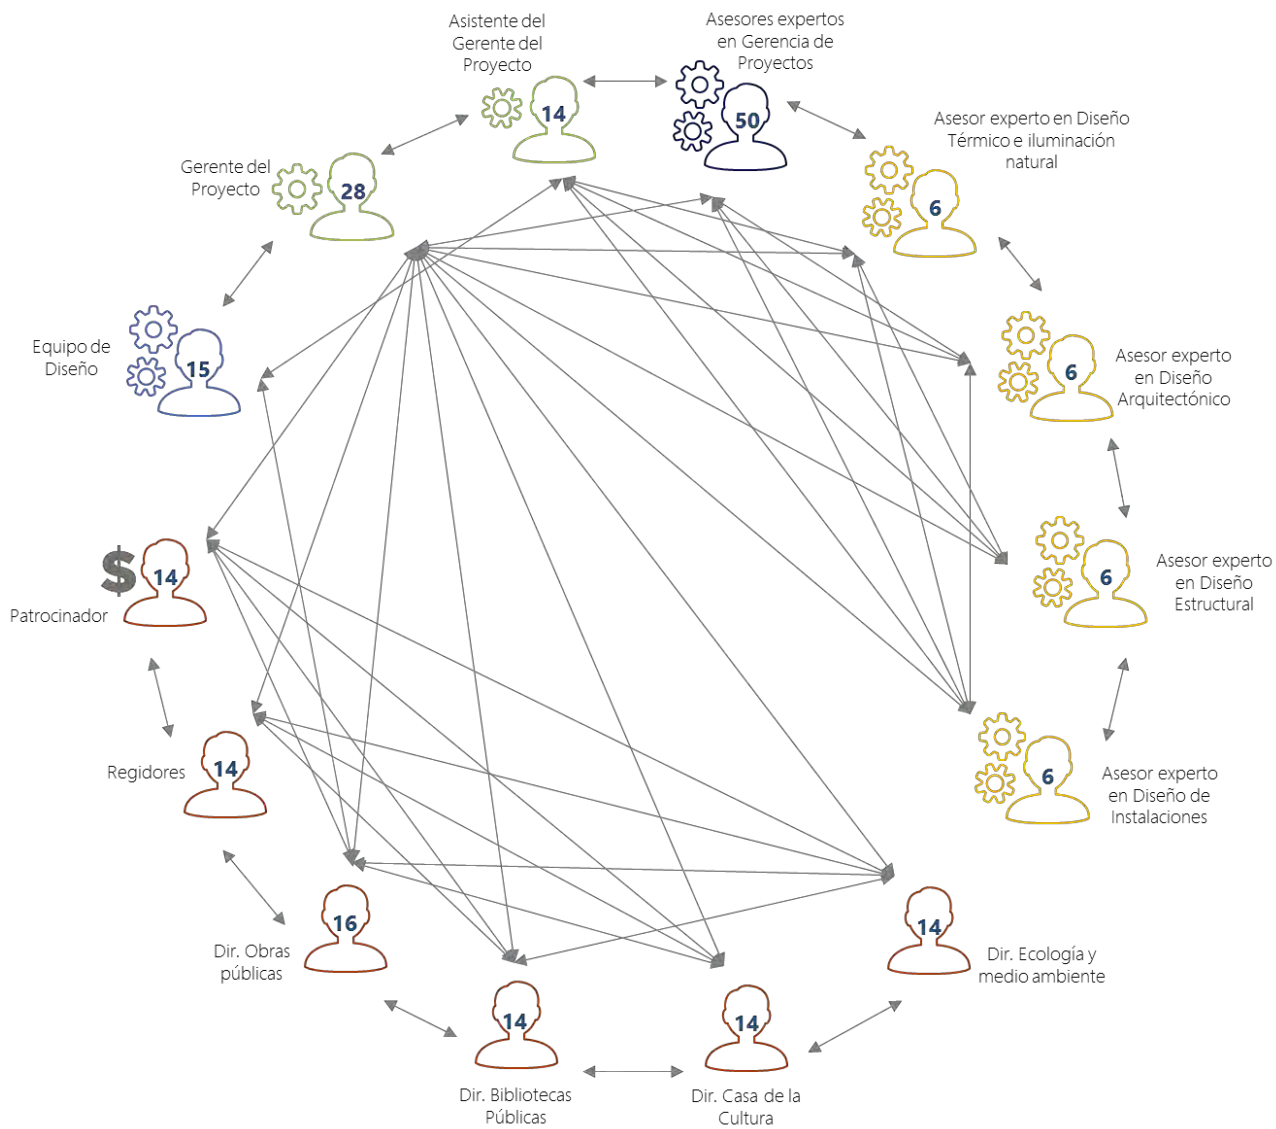 Asistente del
Gerente del
Proyecto
14
Asesores expertos
en Gerencia de
Proyectos
50
Asesor experto en Diseño
Térmico e iluminación
natural
6
Gerente del
Proyecto
28
Equipo de
Diseño
15
Asesor experto
en Diseño
Arquitectónico
6
Patrocinador
$
14
Asesor experto
en Diseño
Estructural
6
Regidores
14
Asesor experto
en Diseño de
Instalaciones
6
Dir. Obras
públicas
16
Dir. Ecología y
medio ambiente
14
Dir. Bibliotecas
Públicas
14
Dir. Casa de la
Cultura
14